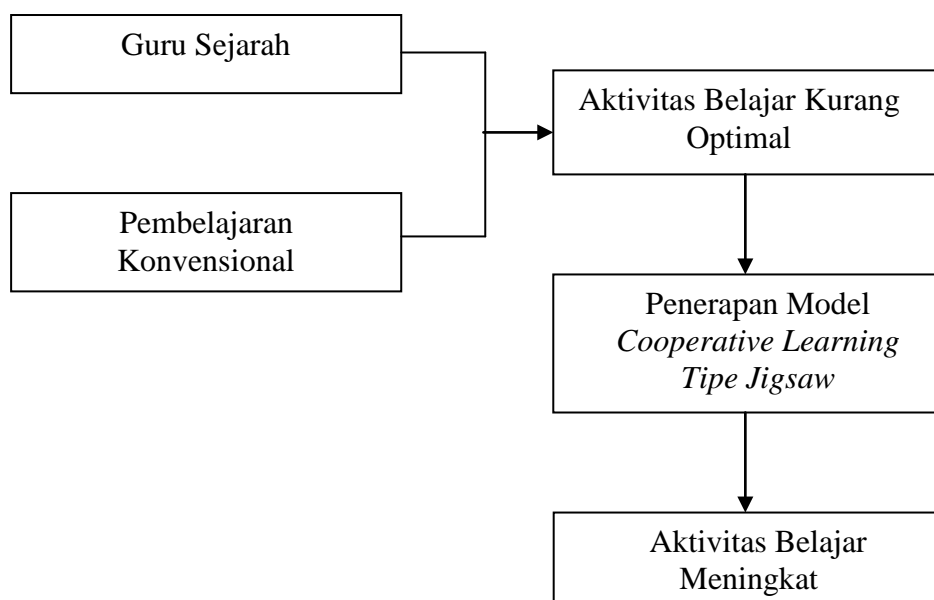 Guru Sejarah
Aktivitas Belajar Kurang
Optimal
Pembelajaran
Konvensional
Penerapan Model
Cooperative Learning
Tipe Jigsaw
Aktivitas Belajar
Meningkat